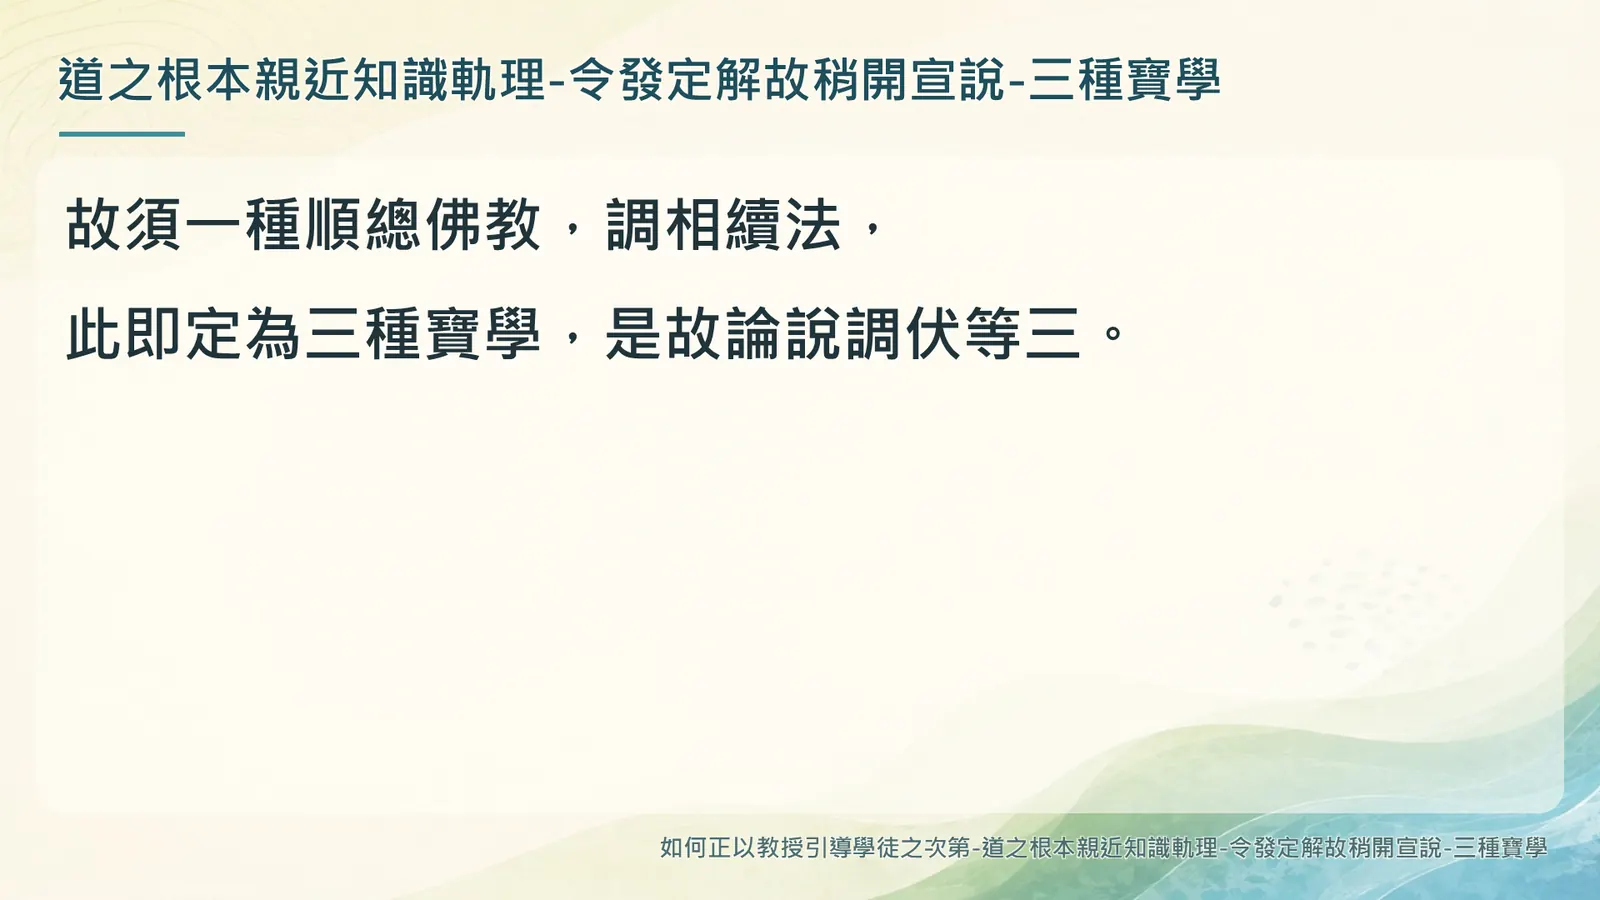 道之根本親近知識軌理-令發定解故稍開宣說-三種寶學
故須一種順總佛教，調相續法，
此即定為三種寶學，是故論說調伏等三。
如何正以教授引導學徒之次第-道之根本親近知識軌理-令發定解故稍開宣說-三種寶學